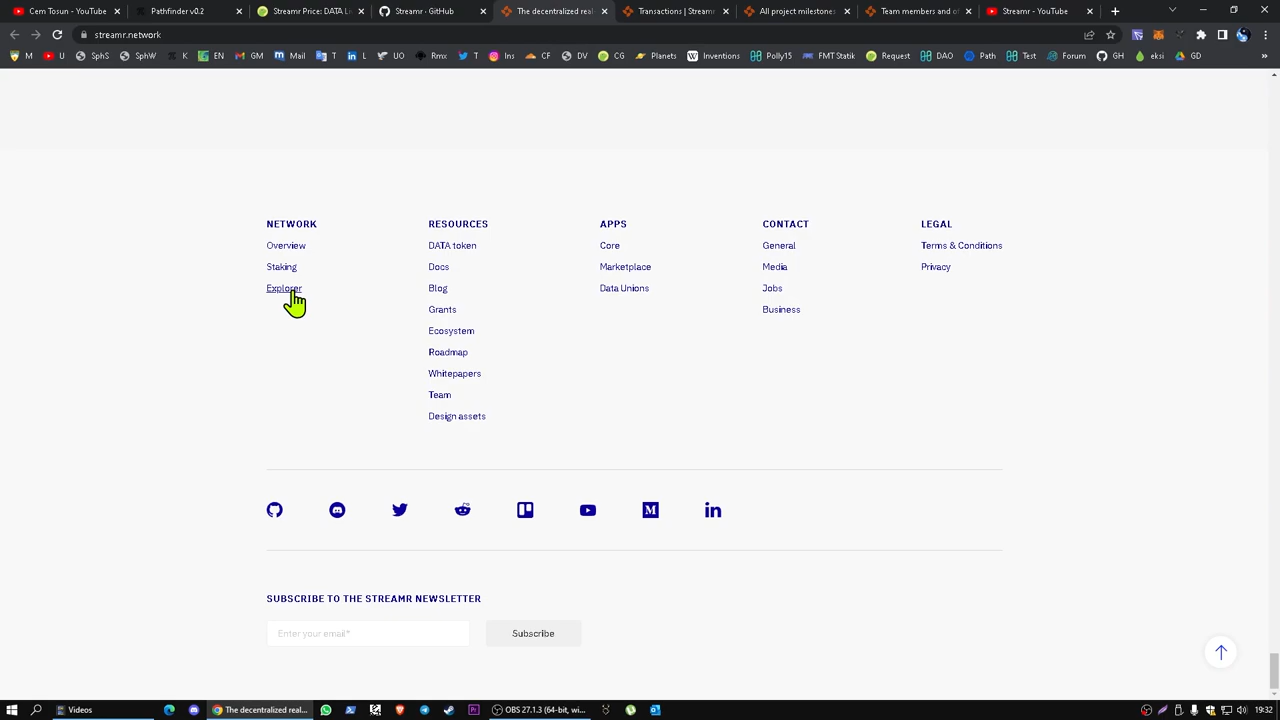 Cem Tosun - YouTube
Pathfinder v0.2
Streamr Price: DATA Li
Streamr · GitHub
The decentralized real
Transactions | Streamr
All project milestones
Team members and o
Streamr - YouTube
streamr.network
M
U
SphS
SphW
K
EN
GM
Mail
T
L
UO
Rmx
T
Ins
CF
DV
CG
Planets
Inventions
Polly15
FMT Statik
Request
DAO
Path
Test
Forum
GH
eksi
GD
»
NETWORK
Overview
Staking
Explorer
RESOURCES
DATA token
Docs
Blog
Grants
Ecosystem
Roadmap
Whitepapers
Team
Design assets
APPS
Core
Marketplace
Data Unions
CONTACT
General
Media
Jobs
Business
LEGAL
Terms & Conditions
Privacy
SUBSCRIBE TO THE STREAMR NEWSLETTER
Enter your email*
Subscribe
Videos
The decentralized real...
OBS 27.1.3 (64-bit, wi...
19:32